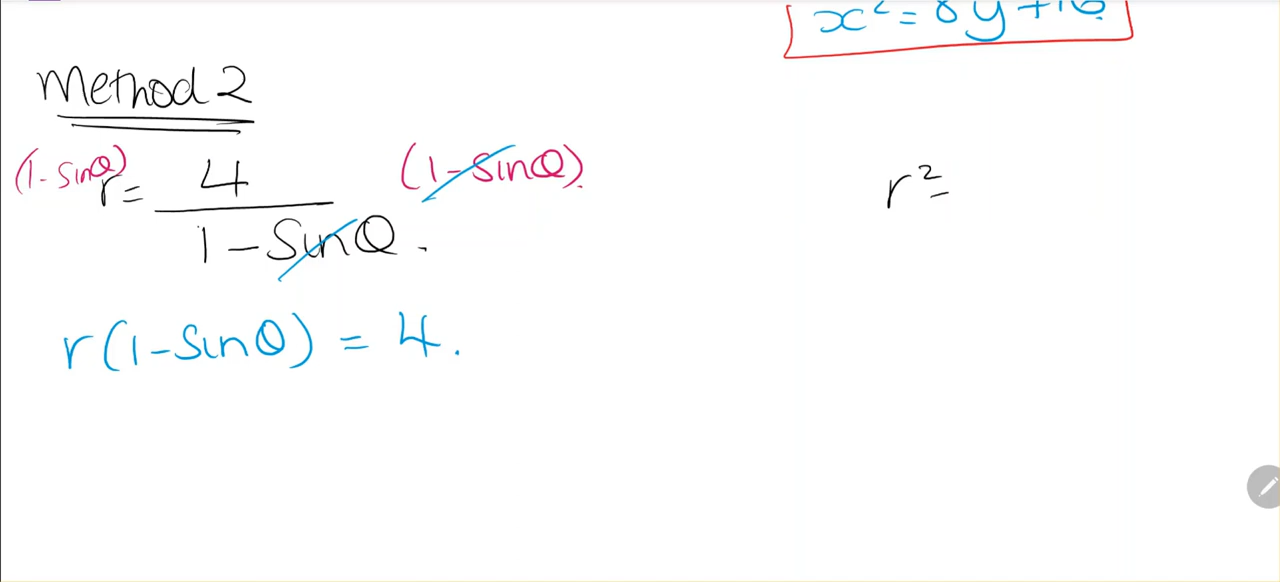 x² = 8y + 16
Method 2
(1 - sinθ) r = 4 / (1 - sinθ) . (1 - sinθ).
r² =
r(1 - sinθ) = 4.